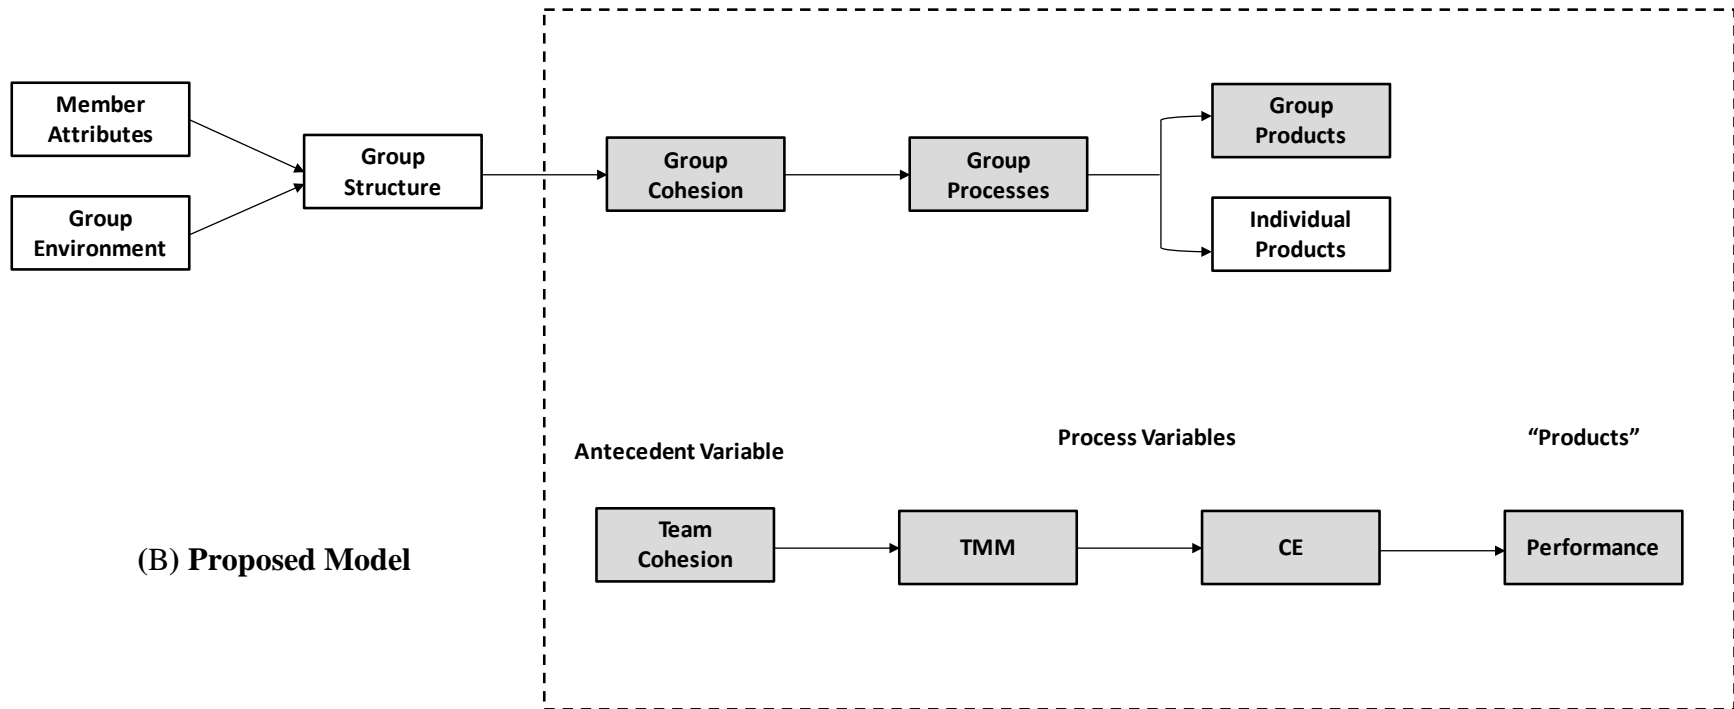 Member
Attributes
Group
Environment
Group
Structure
Group
Cohesion
Group
Processes
Group
Products
Individual
Products
Antecedent Variable
Process Variables
“Products”
(B) Proposed Model
Team
Cohesion
TMM
CE
Performance